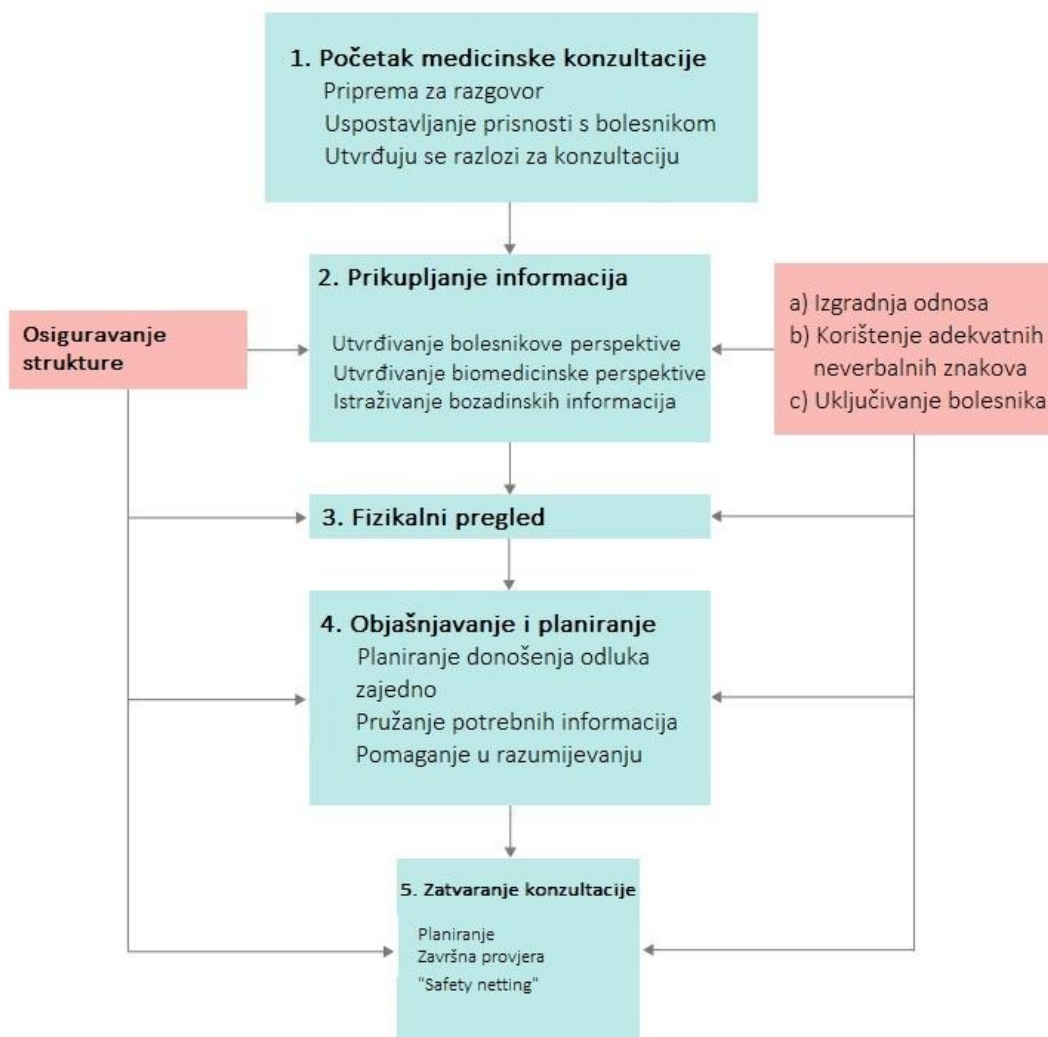 1. Početak medicinske konzultacije
Priprema za razgovor
Uspostavljanje prisnosti s bolesnikom
Utvrđuju se razlozi za konzultaciju
2. Prikupljanje informacija
Utvrđivanje bolesnikove perspektive
Utvrđivanje biomedicinske perspektive
Istraživanje bozadinskih informacija
Osiguravanje
strukture
a) Izgradnja odnosa
b) Korištenje adekvatnih
neverbalnih znakova
c) Uključivanje bolesnika
3. Fizikalni pregled
4. Objašnjavanje i planiranje
Planiranje donošenja odluka
zajedno
Pružanje potrebnih informacija
Pomaganje u razumijevanju
5. Zatvaranje konzultacije
Planiranje
Završna provjera
"Safety netting"